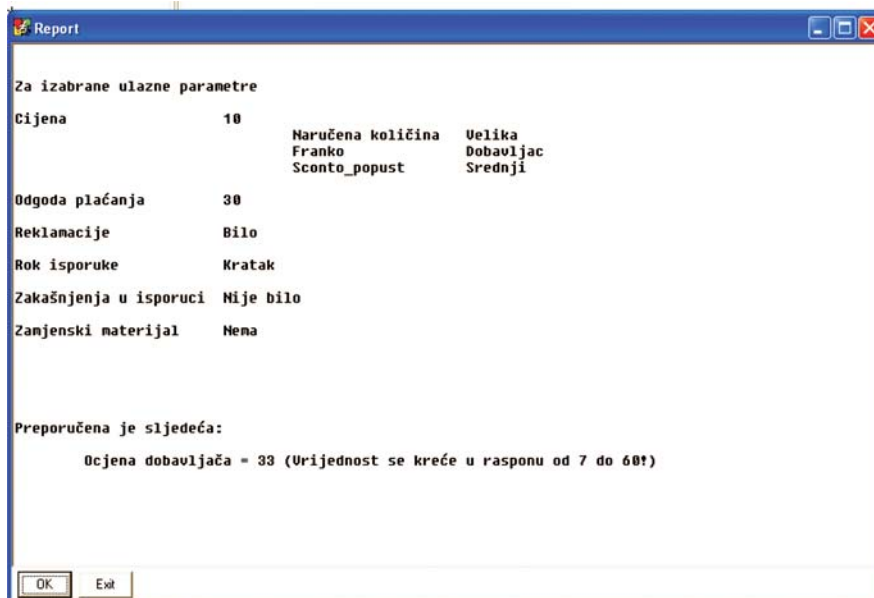 Report
Za izabrane ulazne parametre
Cijena 10
Naručena količina Velika
Franko Dobavljac
Sconto_popust Srednji
Odgoda plaćanja 30
Reklamacije Bilo
Rok isporuke Kratak
Zakašnjenja u isporuci Nije bilo
Zamjenski materijal Nema
Preporučena je sljedeća:
Ocjena dobavljača = 33 (Vrijednost se kreće u rasponu od 7 do 60!)
OK Exit